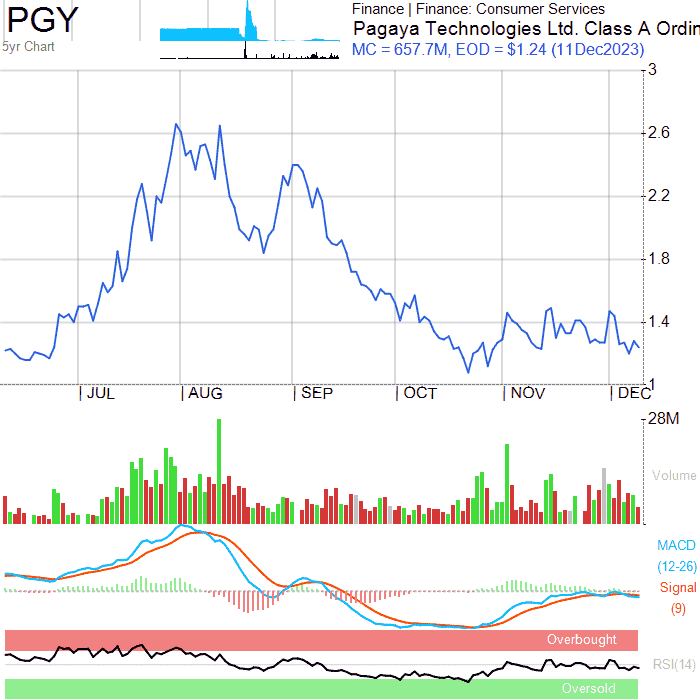 PGY
5yr Chart
Finance | Finance: Consumer Services
Pagaya Technologies Ltd. Class A Ordin
MC = 657.7M, EOD = $1.24 (11Dec2023)
3
2.6
2.2
1.8
1.4
1
JUL AUG SEP OCT NOV DEC
28M
Volume
MACD
(12-26)
Signal
(9)
Overbought
RSI(14)
Oversold